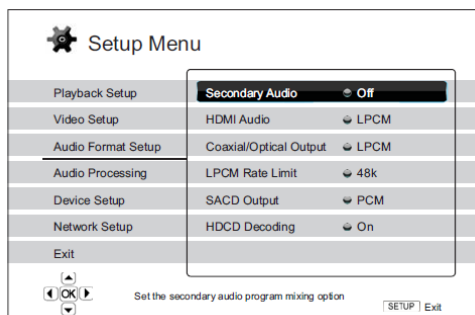 Setup Menu
Playback Setup
Video Setup
Audio Format Setup
Audio Processing
Device Setup
Network Setup
Exit
Secondary Audio Off
HDMI Audio LPCM
Coaxial/Optical Output LPCM
LPCM Rate Limit 48k
SACD Output PCM
HDCD Decoding On
OK
Set the secondary audio program mixing option
SETUP Exit